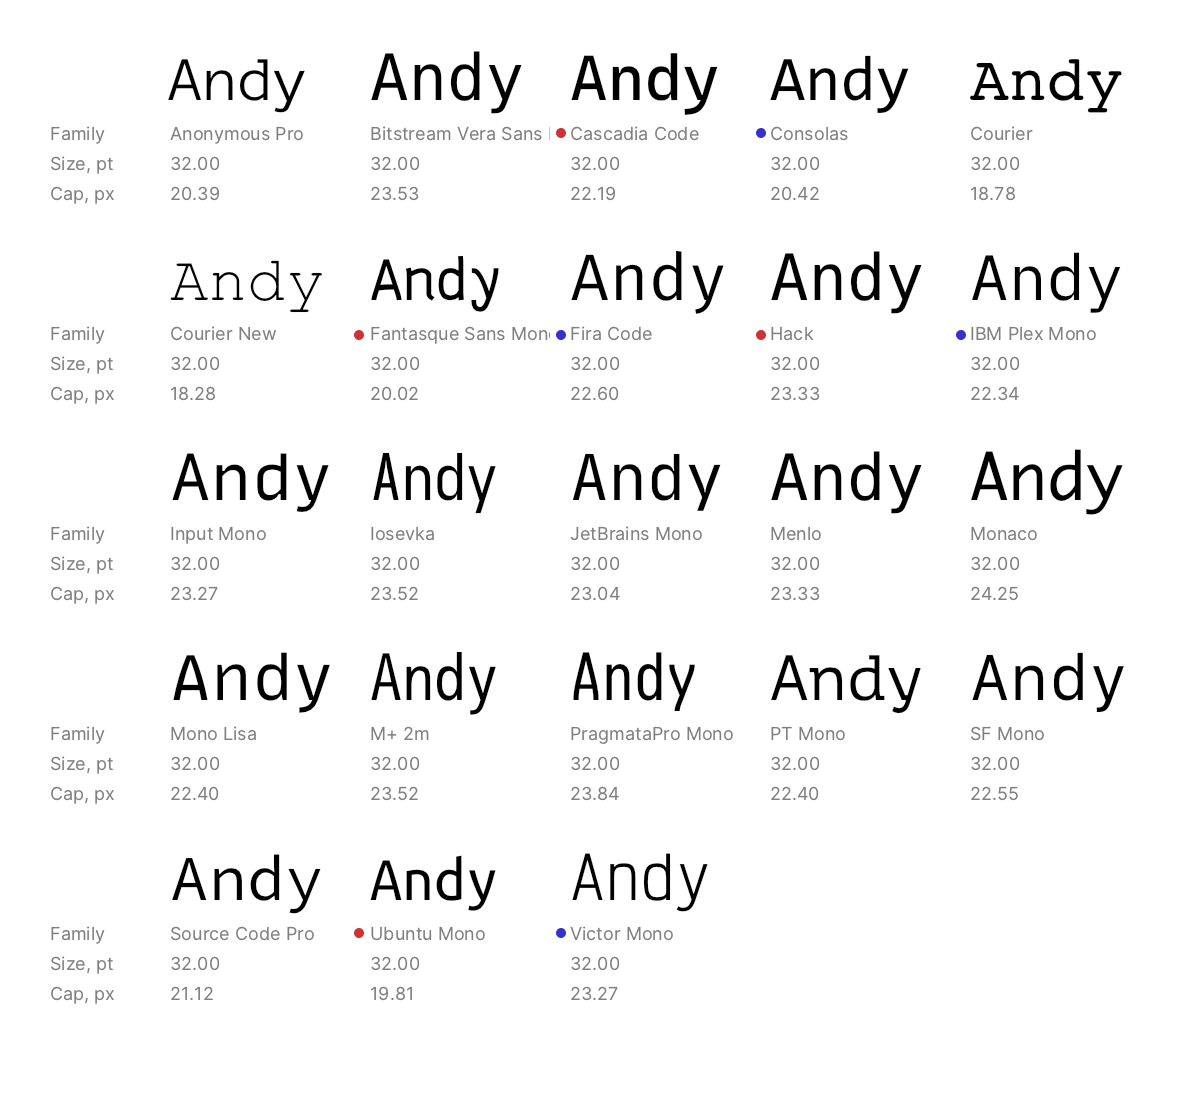 Andy Andy Andy Andy Andy
Family Anonymous Pro Bitstream Vera Sans Cascadia Code Consolas Courier
Size, pt 32.00 32.00 32.00 32.00 32.00
Cap, px 20.39 23.53 22.19 20.42 18.78
Andy Andy Andy Andy Andy
Family Courier New Fantasque Sans Mono Fira Code Hack IBM Plex Mono
Size, pt 32.00 32.00 32.00 32.00 32.00
Cap, px 18.28 20.02 22.60 23.33 22.34
Andy Andy Andy Andy Andy
Family Input Mono Iosevka JetBrains Mono Menlo Monaco
Size, pt 32.00 32.00 32.00 32.00 32.00
Cap, px 23.27 23.52 23.04 23.33 24.25
Andy Andy Andy Andy Andy
Family Mono Lisa M+ 2m PragmataPro Mono PT Mono SF Mono
Size, pt 32.00 32.00 32.00 32.00 32.00
Cap, px 22.40 23.52 23.84 22.40 22.55
Andy Andy Andy
Family Source Code Pro Ubuntu Mono Victor Mono
Size, pt 32.00 32.00 32.00
Cap, px 21.12 19.81 23.27